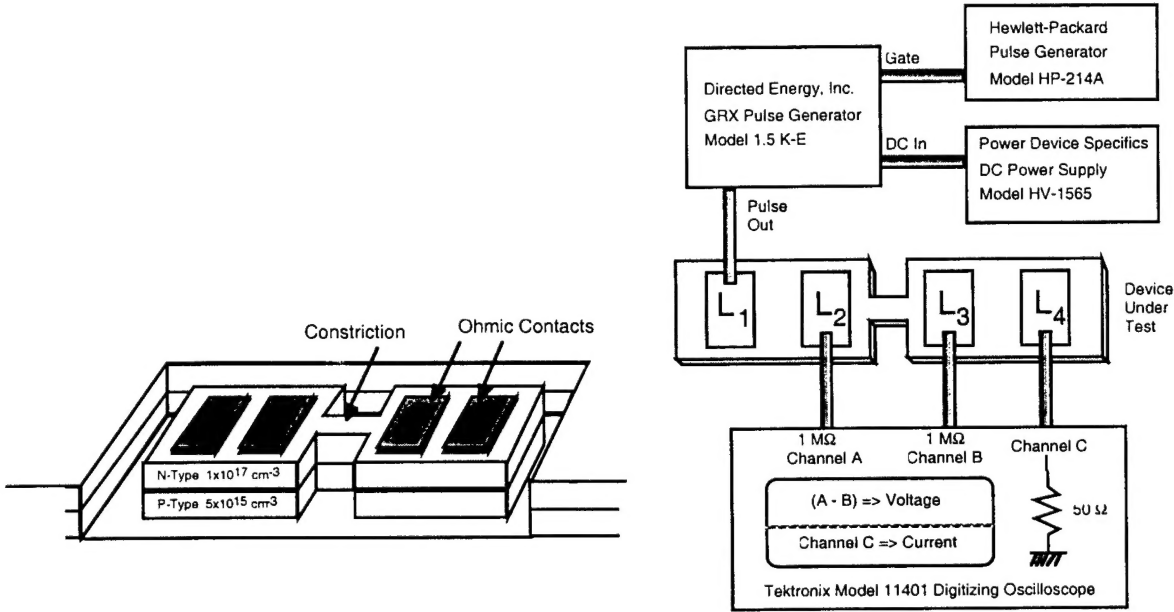 Constriction
Ohmic Contacts
N-Type 1x10¹⁷ cm⁻³
P-Type 5x10¹⁵ cm⁻³
Hewlett-Packard
Pulse Generator
Model HP-214A
Gate
Directed Energy, Inc.
GRX Pulse Generator
Model 1.5 K-E
DC In
Power Device Specifics
DC Power Supply
Model HV-1565
Pulse
Out
L₁
L₂
L₃
L₄
Device
Under
Test
1 MΩ
Channel A
1 MΩ
Channel B
Channel C
(A - B) => Voltage
Channel C => Current
50 Ω
Tektronix Model 11401 Digitizing Oscilloscope